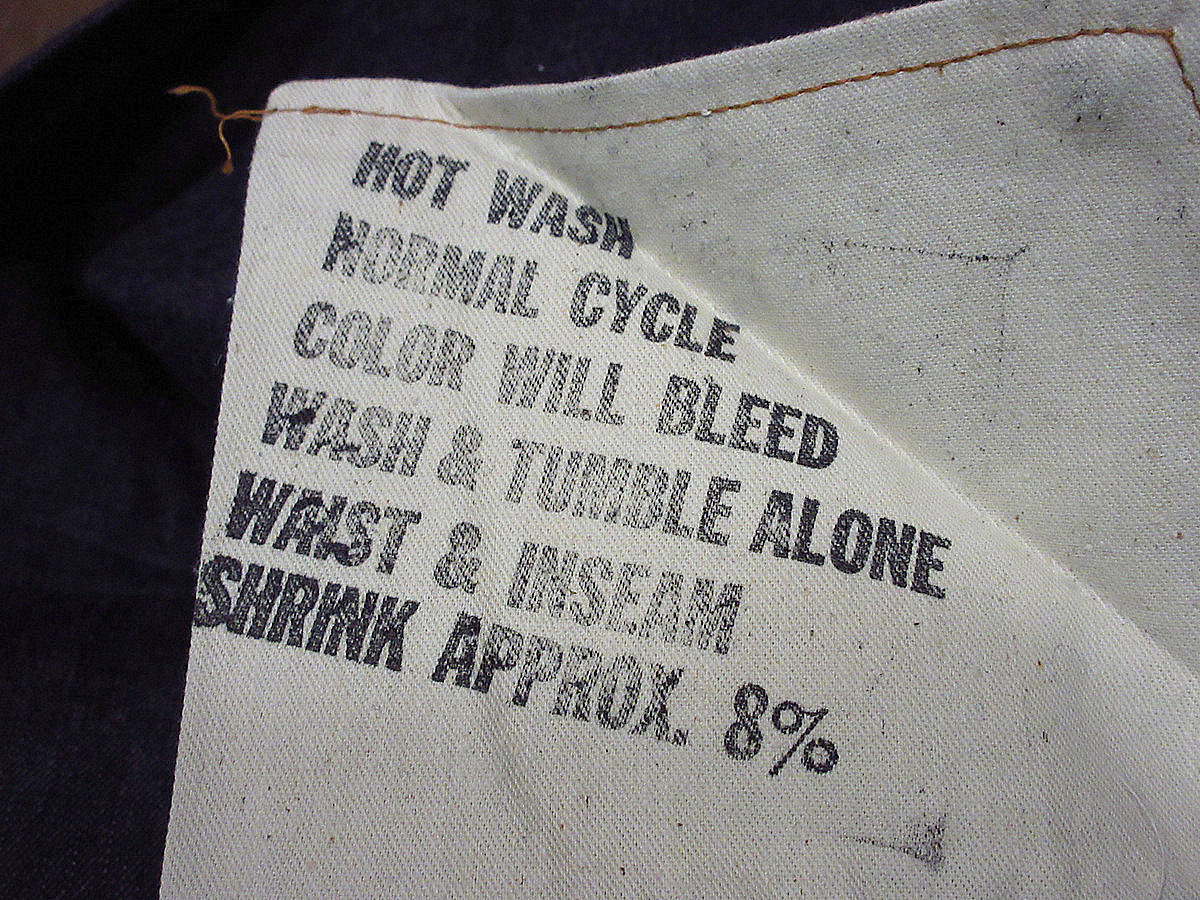 HOT WASH
NORMAL CYCLE
COLOR WILL BLEED
WASH & TUMBLE ALONE
WAIST & INSEAM
SHRINK APPROX. 8%